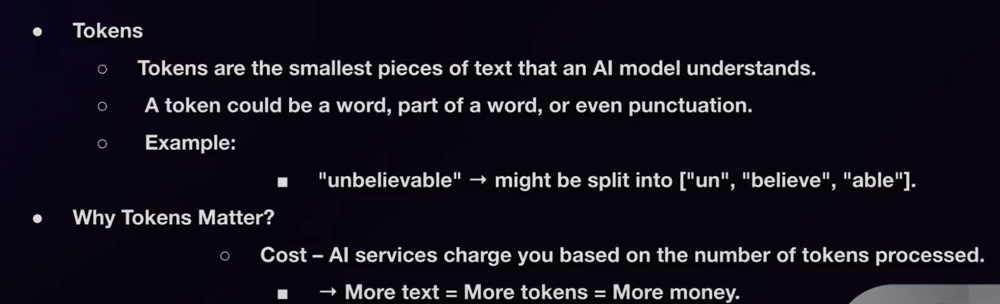 ● Tokens
○ Tokens are the smallest pieces of text that an AI model understands.
○ A token could be a word, part of a word, or even punctuation.
○ Example:
■ "unbelievable" → might be split into ["un", "believe", "able"].
● Why Tokens Matter?
○ Cost – AI services charge you based on the number of tokens processed.
■ → More text = More tokens = More money.